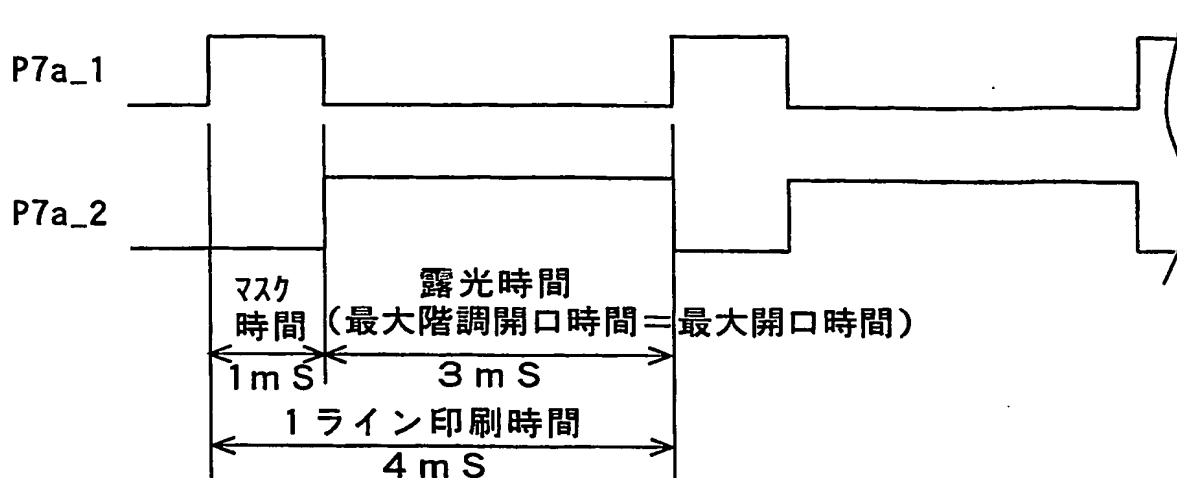 P7a_1
P7a_2
マスク
時間
露光時間
(最大階調開口時間＝最大開口時間)
1mS
3mS
1ライン印刷時間
4mS